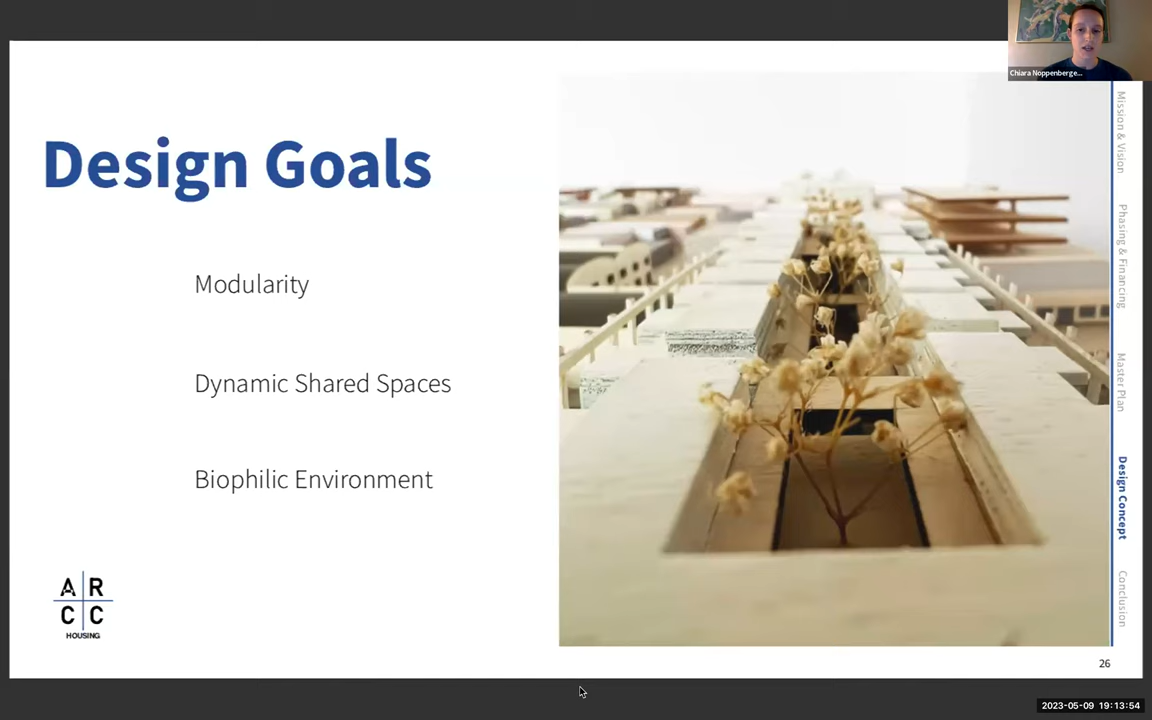 Chiara Noppenberge...
Design Goals
Modularity
Dynamic Shared Spaces
Biophilic Environment
A R
C C
HOUSING
Mission & Vision
Phasing & Financing
Master Plan
Design Concept
Conclusion
26
2023-05-09 19:13:54